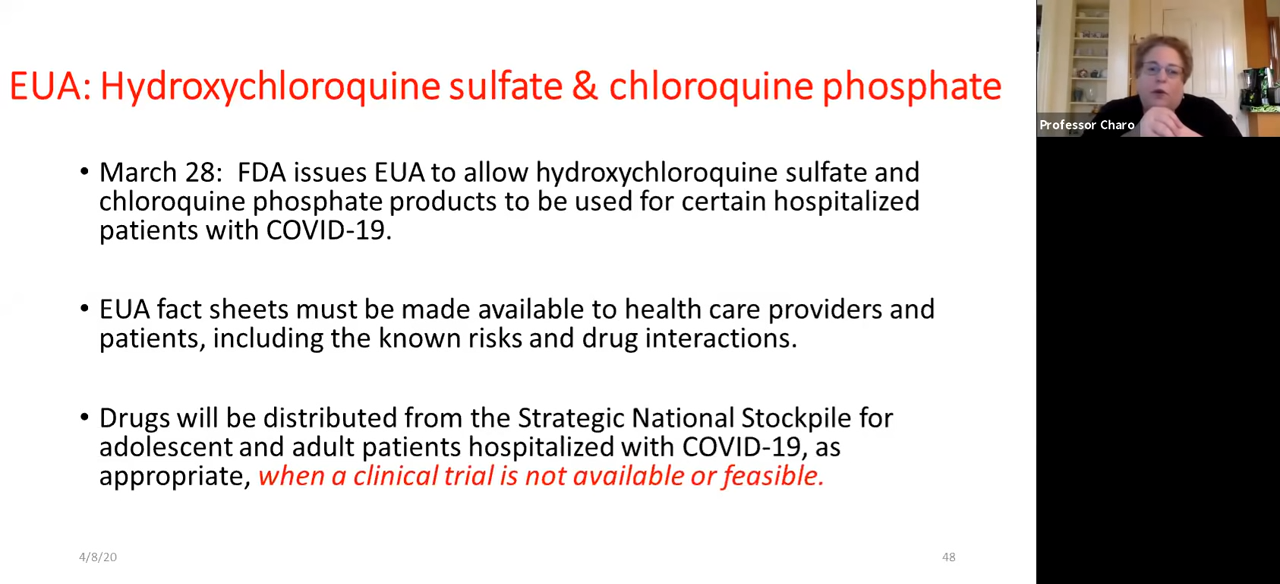 EUA: Hydroxychloroquine sulfate & chloroquine phosphate
Professor Charo
• March 28:  FDA issues EUA to allow hydroxychloroquine sulfate and
chloroquine phosphate products to be used for certain hospitalized
patients with COVID-19.
• EUA fact sheets must be made available to health care providers and
patients, including the known risks and drug interactions.
• Drugs will be distributed from the Strategic National Stockpile for
adolescent and adult patients hospitalized with COVID-19, as
appropriate, when a clinical trial is not available or feasible.
4/8/20
48